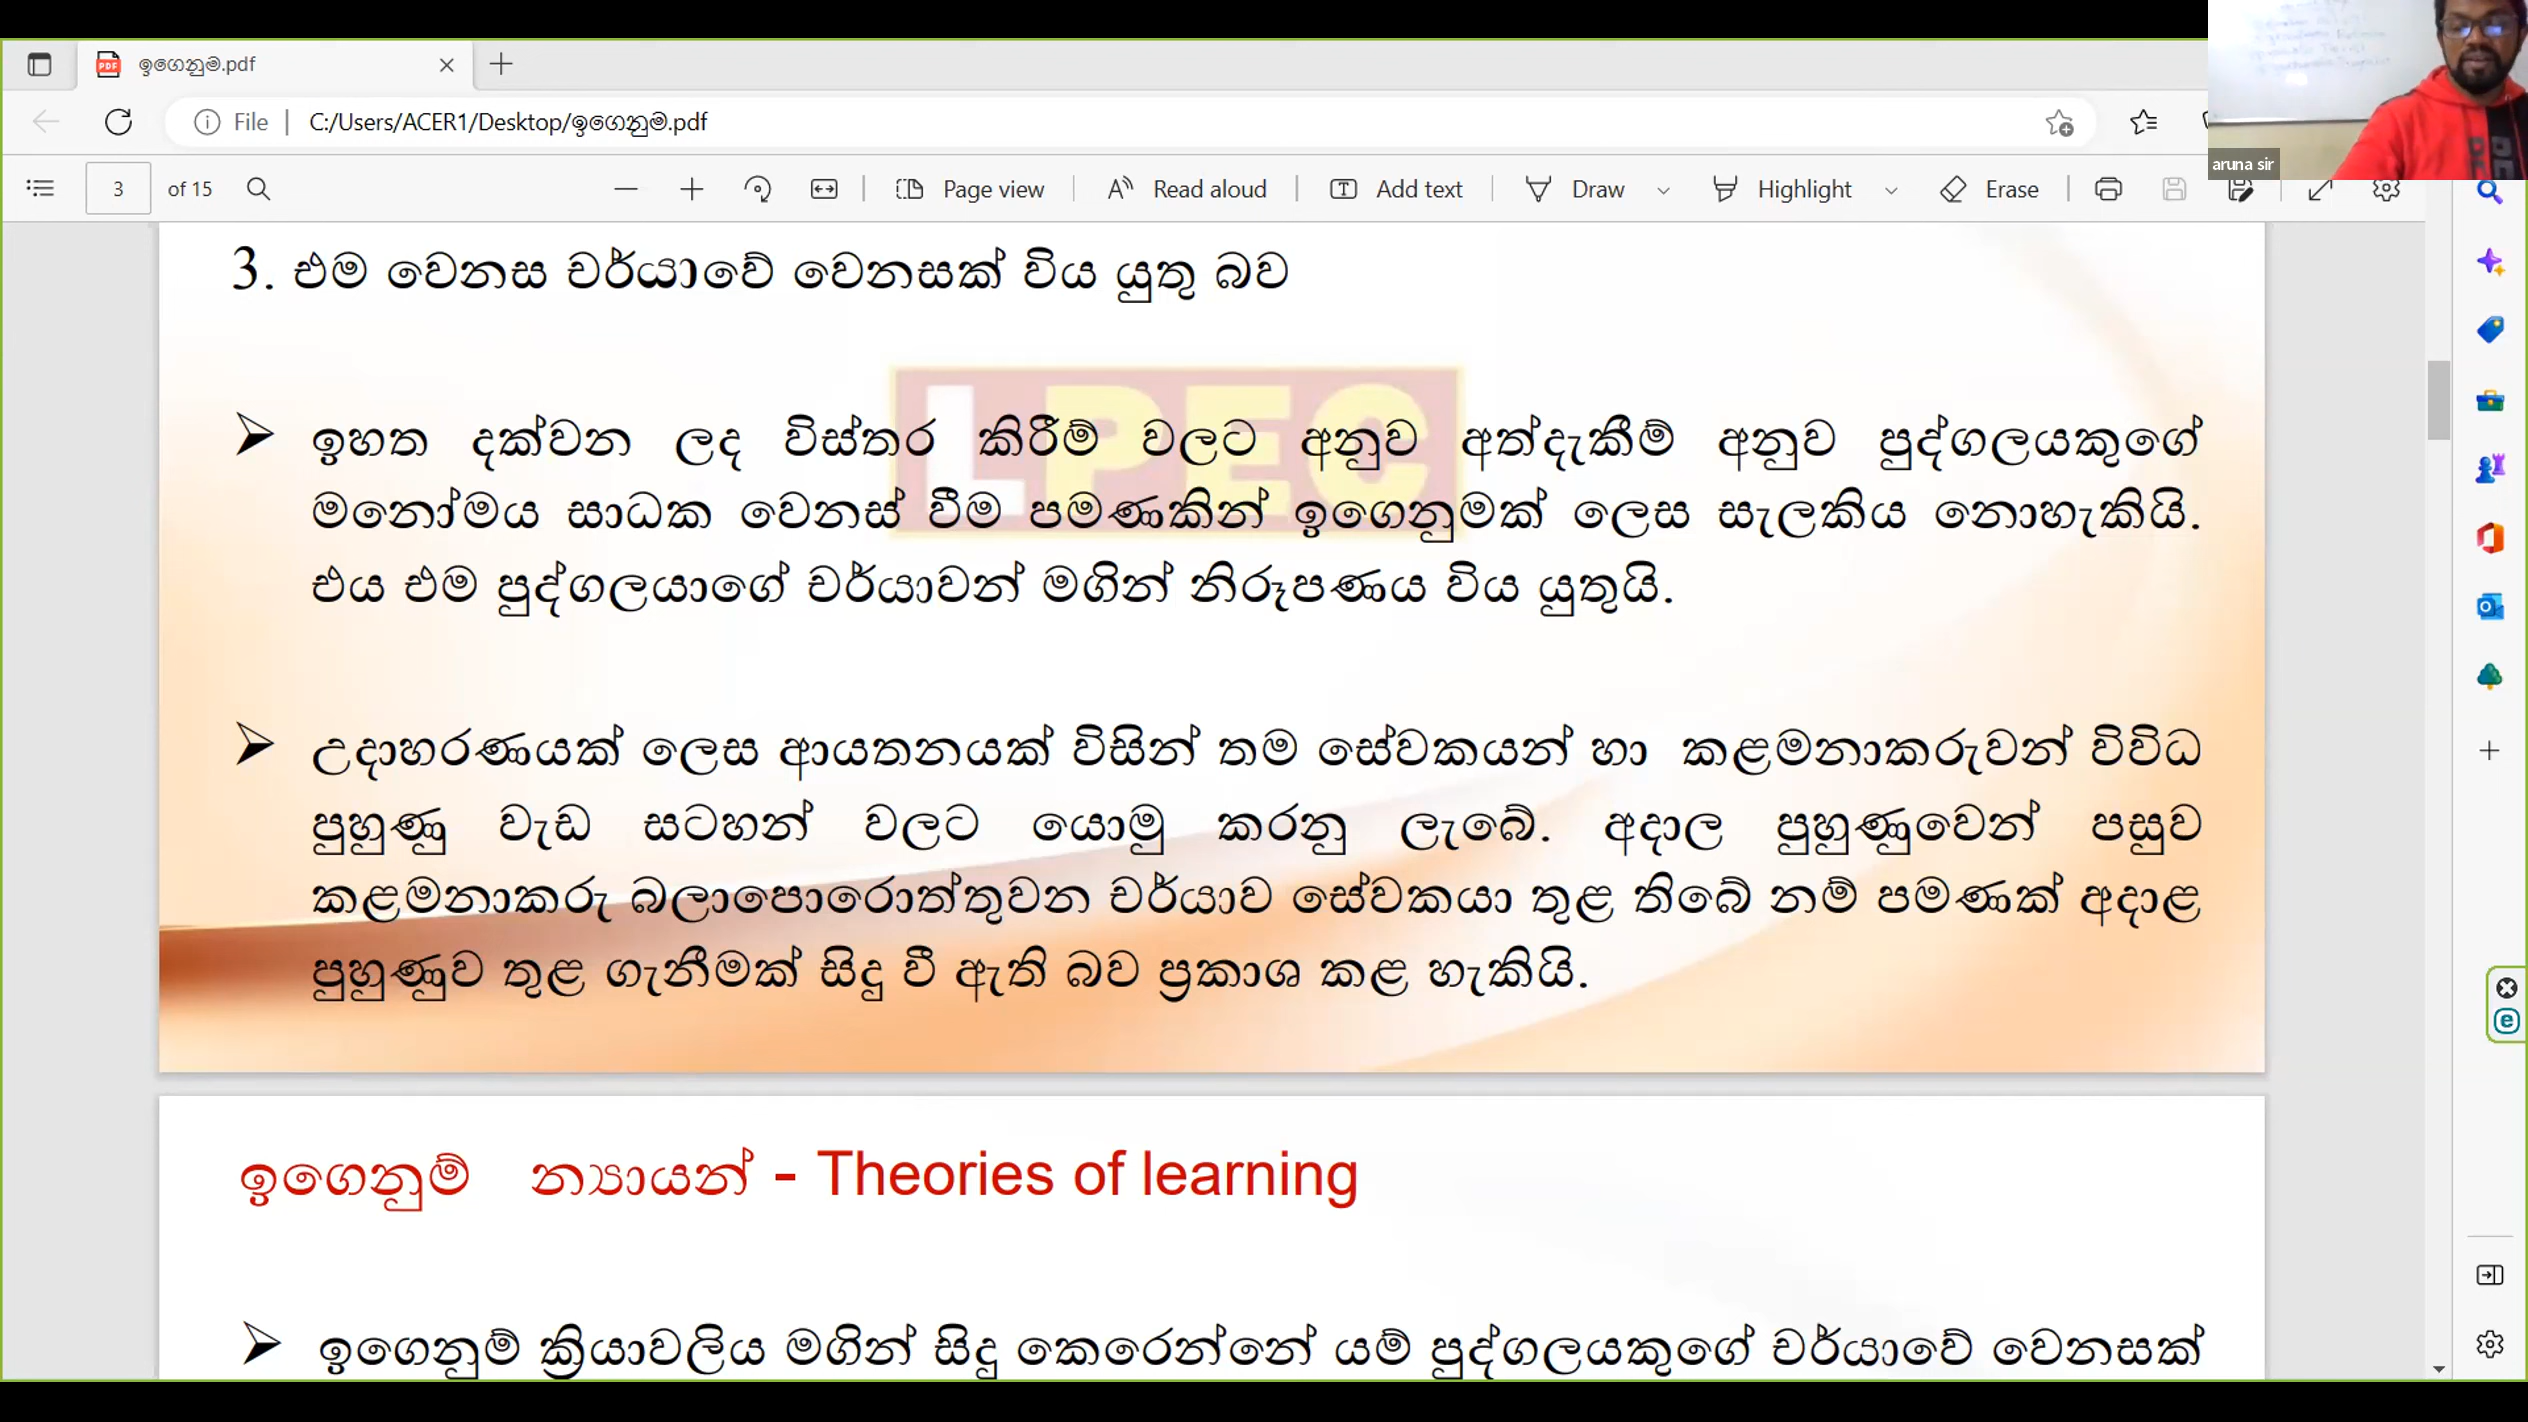 ඉගෙනුම.pdf
File | C:/Users/ACER1/Desktop/ඉගෙනුම.pdf
aruna sir
3 of 15 Page view Read aloud Add text Draw Highlight Erase
3. එම වෙනස චර්යාවේ වෙනසක් විය යුතු බව
LPEC
ඉහත දක්වන ලද විස්තර කිරීම් වලට අනුව අත්දැකීම් අනුව පුද්ගලයකුගේ
මනෝමය සාධක වෙනස් වීම පමණකින් ඉගෙනුමක් ලෙස සැලකිය නොහැකියි.
එය එම පුද්ගලයාගේ චර්යාවන් මගින් නිරූපණය විය යුතුයි.
උදාහරණයක් ලෙස ආයතනයක් විසින් තම සේවකයන් හා කළමනාකරුවන් විවිධ
පුහුණු වැඩ සටහන් වලට යොමු කරනු ලැබේ. අදාල පුහුණුවෙන් පසුව
කළමනාකරු බලාපොරොත්තුවන චර්යාව සේවකයා තුළ තිබේ නම් පමණක් අදාළ
පුහුණුව තුළ ගැනීමක් සිදු වී ඇති බව ප්‍රකාශ කළ හැකියි.
ඉගෙනුම් න්‍යායන් - Theories of learning
ඉගෙනුම් ක්‍රියාවලිය මගින් සිදු කෙරෙන්නේ යම් පුද්ගලයකුගේ චර්යාවේ වෙනසක්